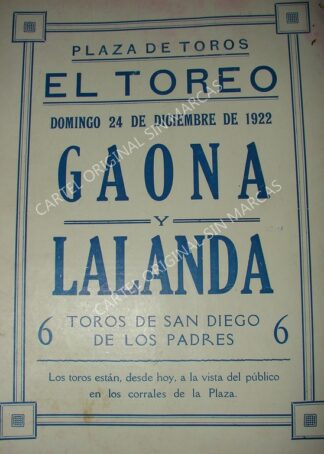 PLAZA DE TOROS
EL TOREO
DOMINGO 24 DE DICIEMBRE DE 1922
GAONA
Y
LALANDA
6 TOROS DE SAN DIEGO 6
DE LOS PADRES
Los toros están, desde hoy, a la vista del público
en los corrales de la Plaza.
CARTEL ORIGINAL SIN MARCAS
CARTEL ORIGINAL SIN MARCAS